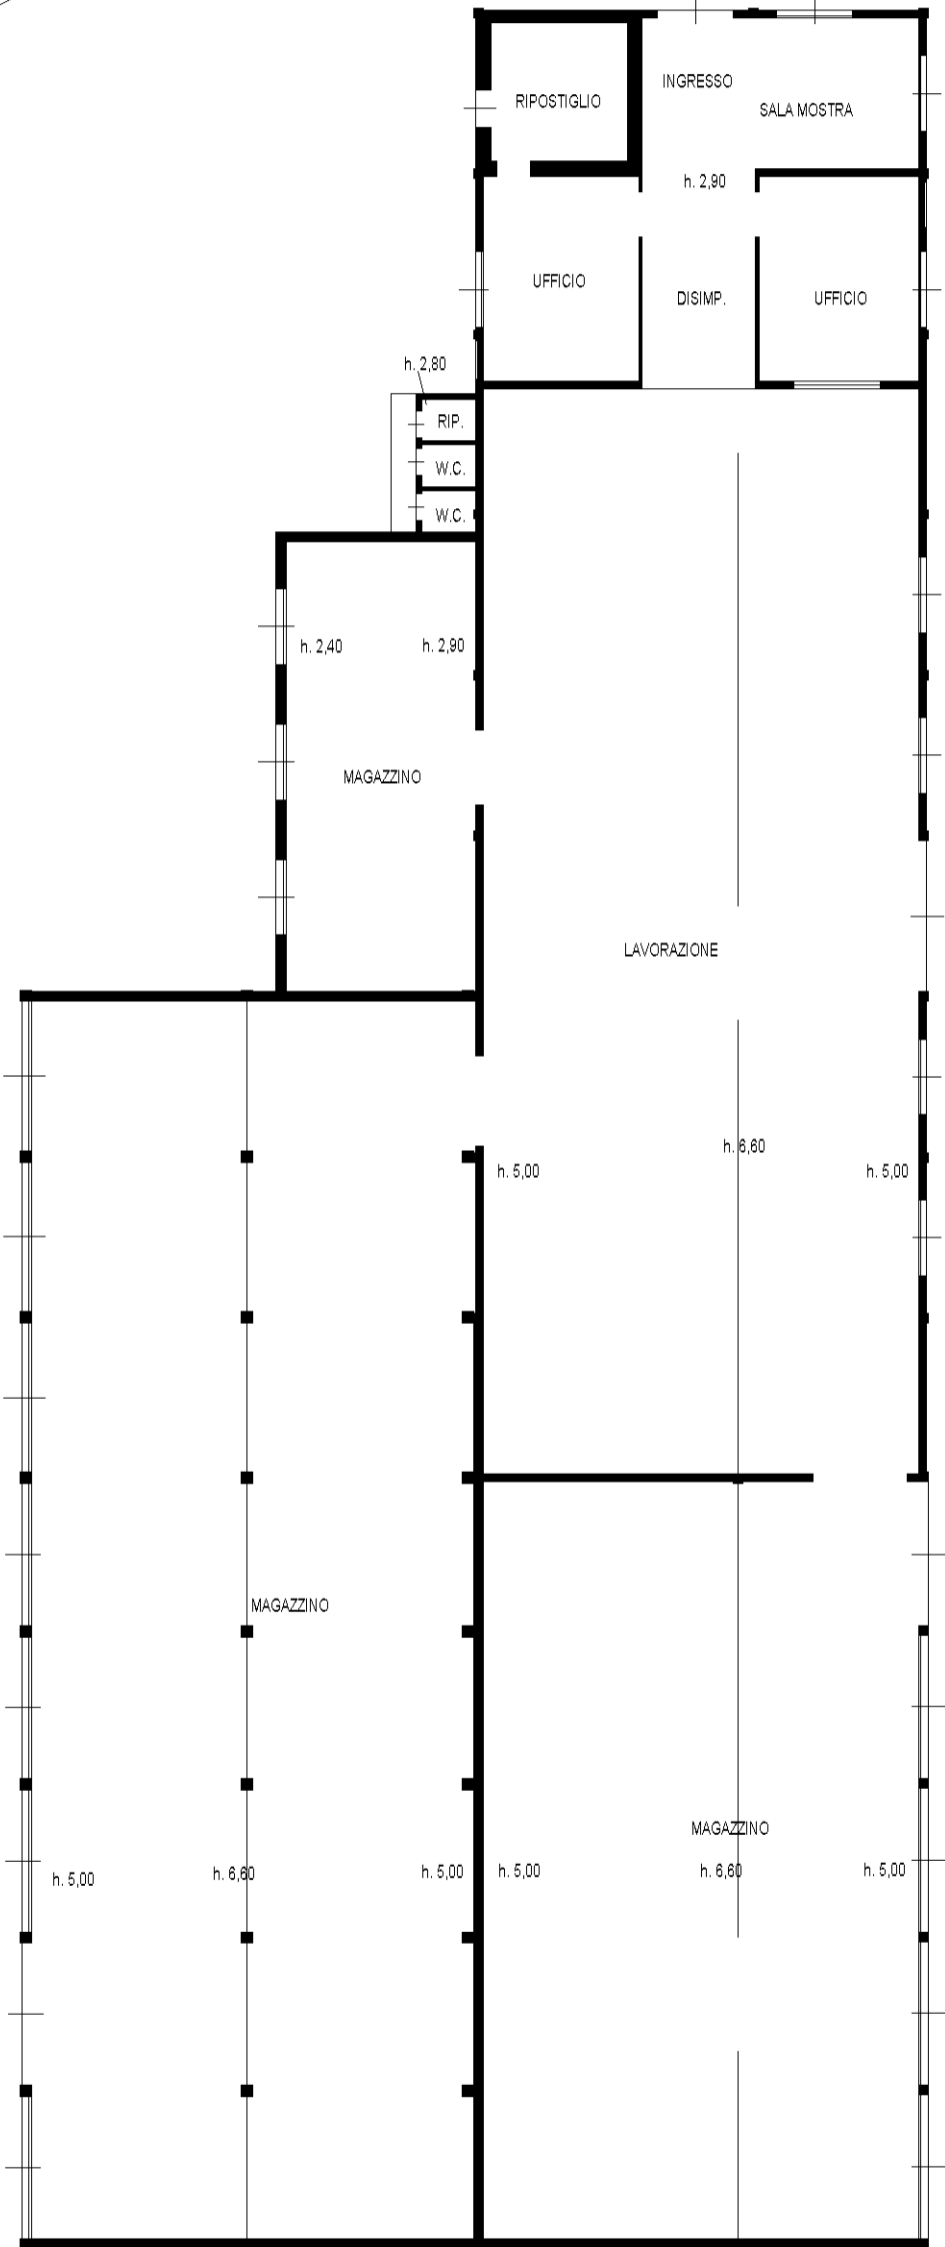 INGRESSO
RIPOSTIGLIO
SALA MOSTRA
h. 2,90
UFFICIO
DISIMP.
UFFICIO
h. 2,80
RIP.
W.C.
W.C.
h. 2,40
h. 2,90
MAGAZZINO
LAVORAZIONE
h. 6,60
h. 5,00
h. 5,00
MAGAZZINO
MAGAZZINO
h. 5,00
h. 6,60
h. 5,00
h. 5,00
h. 6,60
h. 5,00